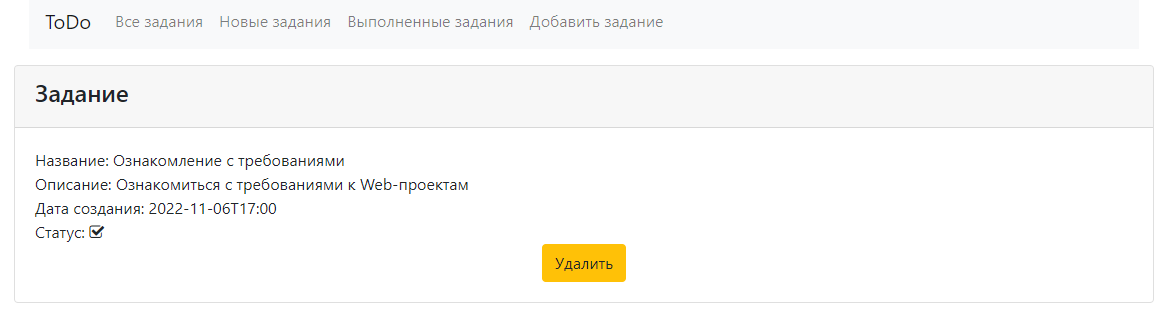 ToDo Все задания Новые задания Выполненные задания Добавить задание
Задание
Название: Ознакомление с требованиями
Описание: Ознакомиться с требованиями к Web-проектам
Дата создания: 2022-11-06T17:00
Статус:
Удалить